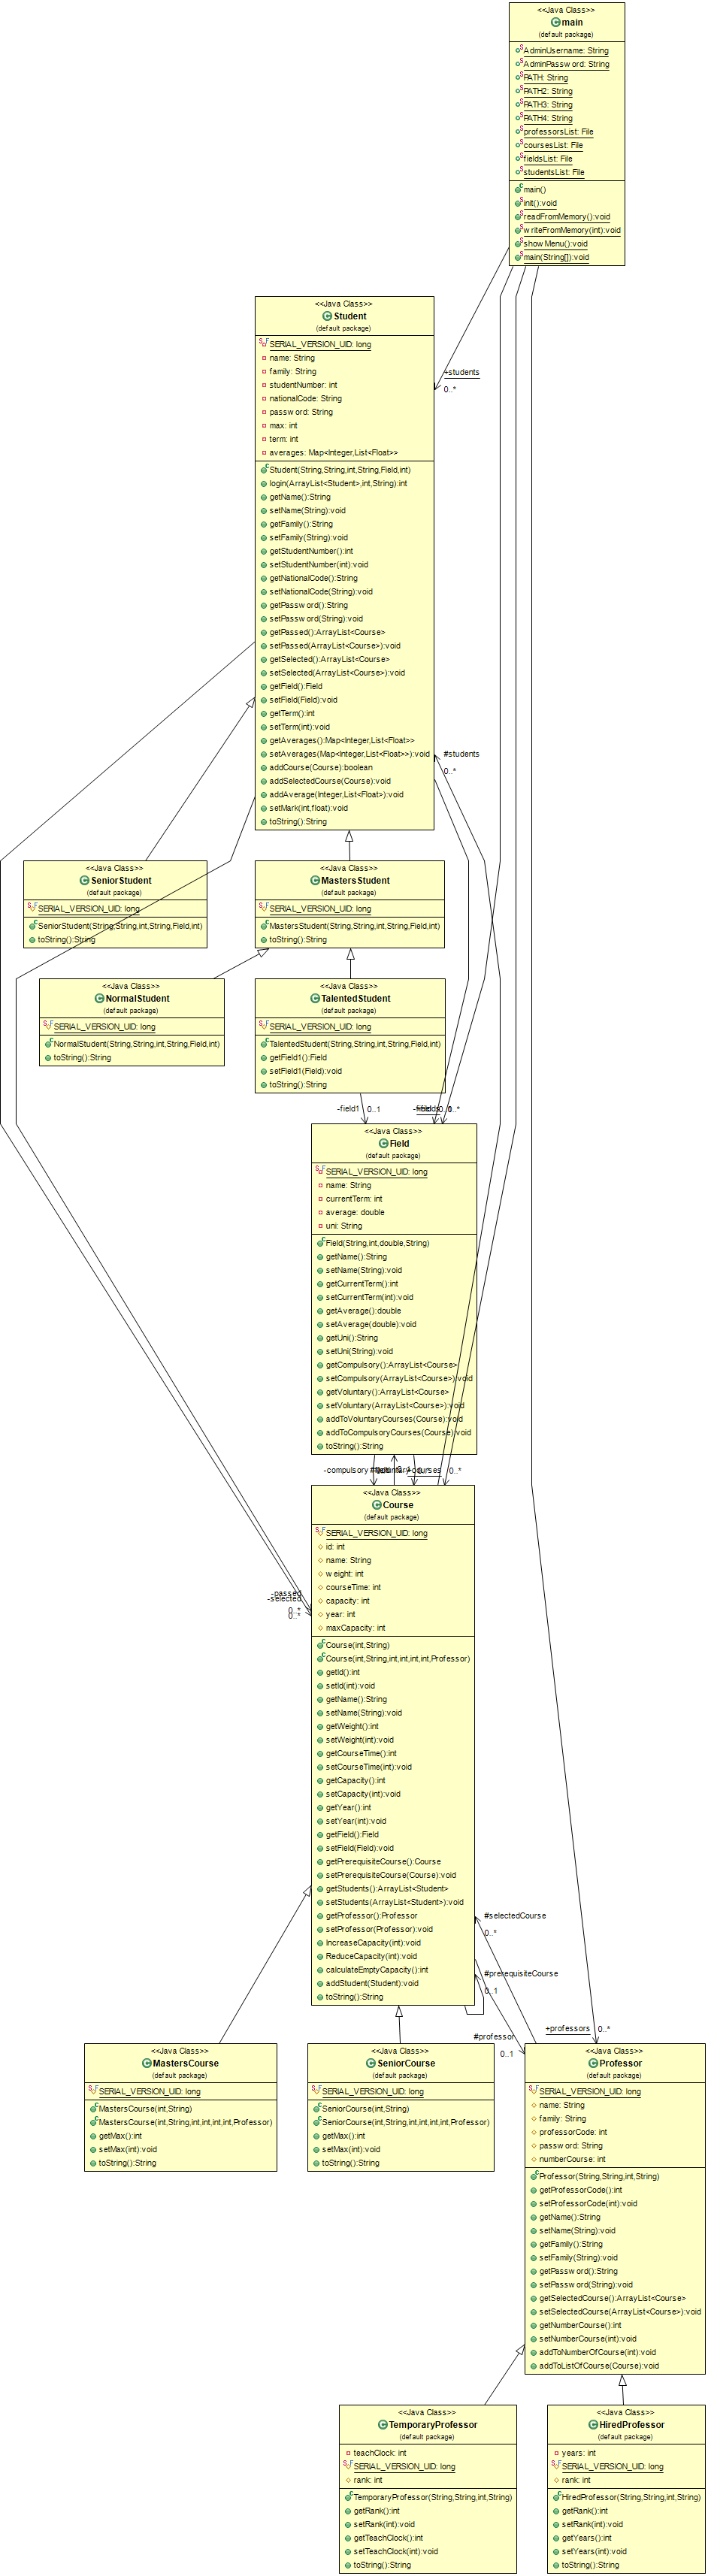 <<Java Class>>
main
(default package)
AdminUsername: String
AdminPassword: String
PATH: String
PATH2: String
PATH3: String
PATH4: String
professorsList: File
coursesList: File
fieldsList: File
studentsList: File
main()
init():void
readFromMemory():void
writeFromMemory(int):void
showMenu():void
main(String[]):void
<<Java Class>>
Student
(default package)
SERIAL_VERSION_UID: long
name: String
family: String
studentNumber: int
nationalCode: String
password: String
max: int
term: int
averages: Map<Integer,List<Float>>
Student(String,String,int,String,Field,int)
login(ArrayList<Student>,int,String):int
getName():String
setName(String):void
getFamily():String
setFamily(String):void
getStudentNumber():int
setStudentNumber(int):void
getNationalCode():String
setNationalCode(String):void
getPassword():String
setPassword(String):void
getPassed():ArrayList<Course>
setPassed(ArrayList<Course>):void
getSelected():ArrayList<Course>
setSelected(ArrayList<Course>):void
getField():Field
setField(Field):void
getTerm():int
setTerm(int):void
getAverages():Map<Integer,List<Float>>
setAverages(Map<Integer,List<Float>>):void
addCourse(Course):boolean
addSelectedCourse(Course):void
addAverage(Integer,List<Float>):void
setMark(int,float):void
toString():String
+students
0..*
#students
0..*
<<Java Class>>
SeniorStudent
(default package)
SERIAL_VERSION_UID: long
SeniorStudent(String,String,int,String,Field,int)
toString():String
<<Java Class>>
MastersStudent
(default package)
SERIAL_VERSION_UID: long
MastersStudent(String,String,int,String,Field,int)
toString():String
<<Java Class>>
NormalStudent
(default package)
SERIAL_VERSION_UID: long
NormalStudent(String,String,int,String,Field,int)
toString():String
<<Java Class>>
TalentedStudent
(default package)
SERIAL_VERSION_UID: long
TalentedStudent(String,String,int,String,Field,int)
getField1():Field
setField1(Field):void
toString():String
-field1 0..1
<<Java Class>>
Field
(default package)
SERIAL_VERSION_UID: long
name: String
currentTerm: int
average: double
uni: String
Field(String,int,double,String)
getName():String
setName(String):void
getCurrentTerm():int
setCurrentTerm(int):void
getAverage():double
setAverage(double):void
getUni():String
setUni(String):void
getCompulsory():ArrayList<Course>
setCompulsory(ArrayList<Course>):void
getVoluntary():ArrayList<Course>
setVoluntary(ArrayList<Course>):void
addToVoluntaryCourses(Course):void
addToCompulsoryCourses(Course):void
toString():String
-compulsory
0..*
<<Java Class>>
Course
(default package)
SERIAL_VERSION_UID: long
id: int
name: String
weight: int
courseTime: int
capacity: int
year: int
maxCapacity: int
-passed
-selected
0..*
0..*
Course(int,String)
Course(int,String,int,int,int,int,Professor)
getId():int
setId(int):void
getName():String
setName(String):void
getWeight():int
setWeight(int):void
getCourseTime():int
setCourseTime(int):void
getCapacity():int
setCapacity(int):void
getYear():int
setYear(int):void
getField():Field
setField(Field):void
getPrerequisiteCourse():Course
setPrerequisiteCourse(Course):void
getStudents():ArrayList<Student>
setStudents(ArrayList<Student>):void
getProfessor():Professor
setProfessor(Professor):void
IncreaseCapacity(int):void
ReduceCapacity(int):void
calculateEmptyCapacity():int
addStudent(Student):void
toString():String
#selectedCourse
0..*
#prerequisiteCourse
0..1
#professor
0..1
+professors 0..*
<<Java Class>>
MastersCourse
(default package)
SERIAL_VERSION_UID: long
MastersCourse(int,String)
MastersCourse(int,String,int,int,int,int,Professor)
getMax():int
setMax(int):void
toString():String
<<Java Class>>
SeniorCourse
(default package)
SERIAL_VERSION_UID: long
SeniorCourse(int,String)
SeniorCourse(int,String,int,int,int,int,Professor)
getMax():int
setMax(int):void
toString():String
<<Java Class>>
Professor
(default package)
SERIAL_VERSION_UID: long
name: String
family: String
professorCode: int
password: String
numberCourse: int
Professor(String,String,int,String)
getProfessorCode():int
setProfessorCode(int):void
getName():String
setName(String):void
getFamily():String
setFamily(String):void
getPassword():String
setPassword(String):void
getSelectedCourse():ArrayList<Course>
setSelectedCourse(ArrayList<Course>):void
getNumberCourse():int
setNumberCourse(int):void
addToNumberOfCourse(int):void
addToListOfCourse(Course):void
<<Java Class>>
TemporaryProfessor
(default package)
teachClock: int
SERIAL_VERSION_UID: long
rank: int
TemporaryProfessor(String,String,int,String)
getRank():int
setRank(int):void
getTeachClock():int
setTeachClock(int):void
toString():String
<<Java Class>>
HiredProfessor
(default package)
years: int
SERIAL_VERSION_UID: long
rank: int
HiredProfessor(String,String,int,String)
getRank():int
setRank(int):void
getYears():int
setYears(int):void
toString():String